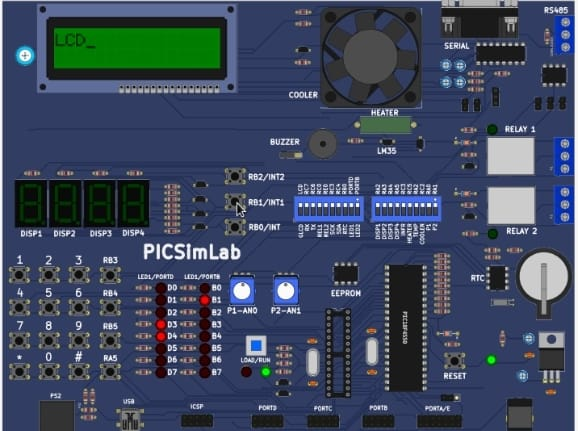 LCD_
RS485
SERIAL
COOLER
HEATER
BUZZER
LM35
RELAY 1
RB2/INT2
RB1/INT1
RB0/INT
DISP1 DISP2 DISP3 DISP4
RELAY 2
PICSimLab
1 2 3 RB3
4 5 6 RB4
7 8 9 RB5
* 0 # RA5
LED1/PORTD LED1/PORTB
D0 B0
D1 B1
D2 B2
D3 B3
D4 B4
D5 B5
D6 B6
D7 B7
P1-AN0 P2-AN1
EEPROM
RTC
LOAD/RUN
RESET
PS2
USB
ICSP
PORTD
PORTC
PORTB
PORTA/E